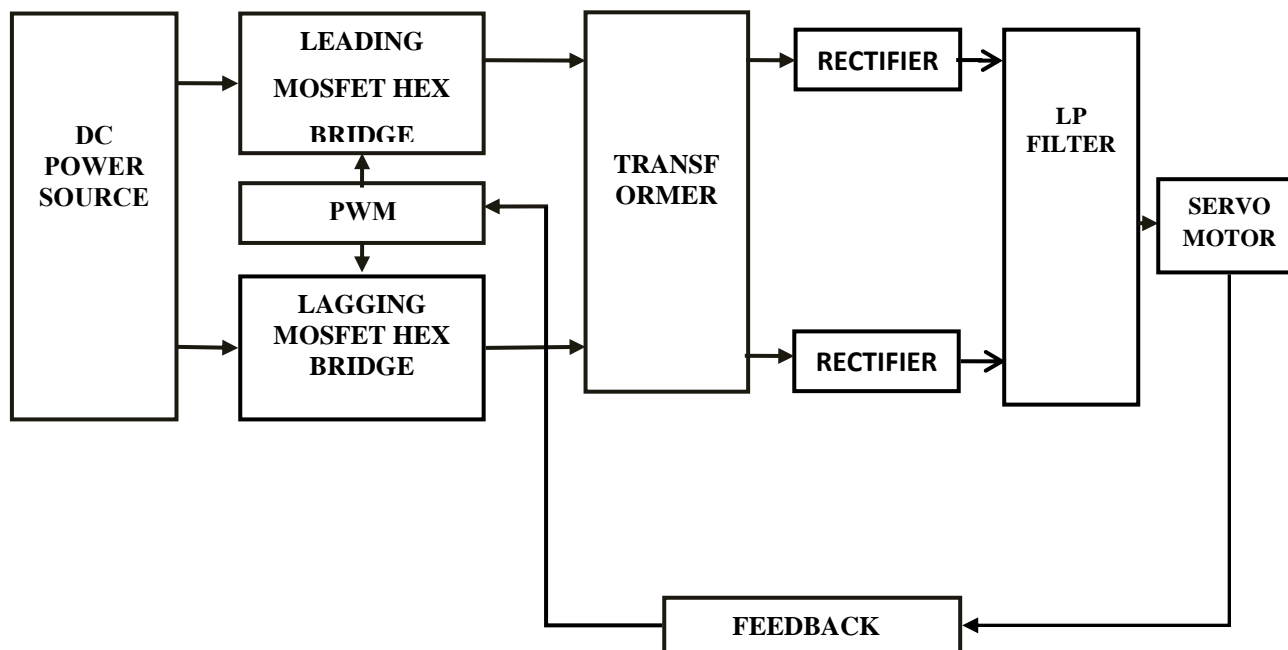 DC
POWER
SOURCE
LEADING
MOSFET HEX
BRIDGE
PWM
LAGGING
MOSFET HEX
BRIDGE
TRANSF
ORMER
RECTIFIER
RECTIFIER
LP
FILTER
SERVO
MOTOR
FEEDBACK